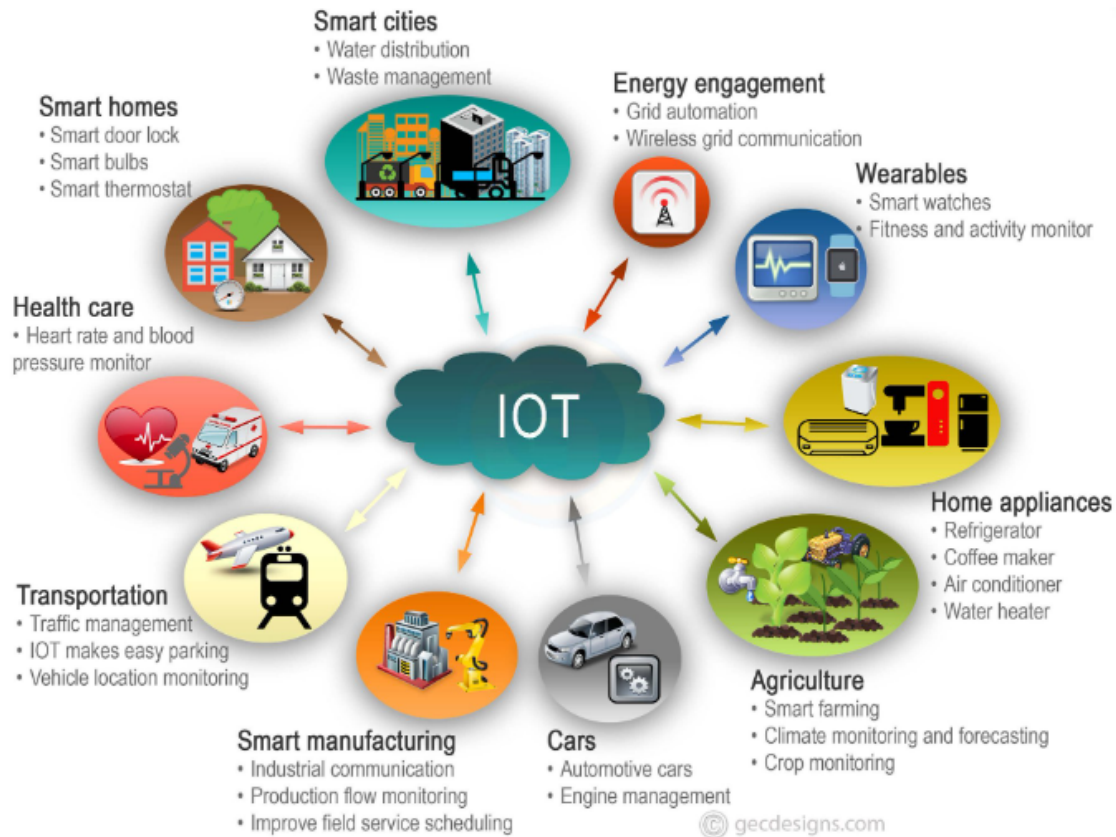 Smart cities
• Water distribution
• Waste management
Energy engagement
• Grid automation
• Wireless grid communication
Smart homes
• Smart door lock
• Smart bulbs
• Smart thermostat
Wearables
• Smart watches
• Fitness and activity monitor
Health care
• Heart rate and blood
pressure monitor
IOT
Home appliances
• Refrigerator
• Coffee maker
• Air conditioner
• Water heater
Transportation
• Traffic management
• IOT makes easy parking
• Vehicle location monitoring
Agriculture
• Smart farming
• Climate monitoring and forecasting
• Crop monitoring
Smart manufacturing
• Industrial communication
• Production flow monitoring
• Improve field service scheduling
Cars
• Automotive cars
• Engine management
© gecdesigns.com